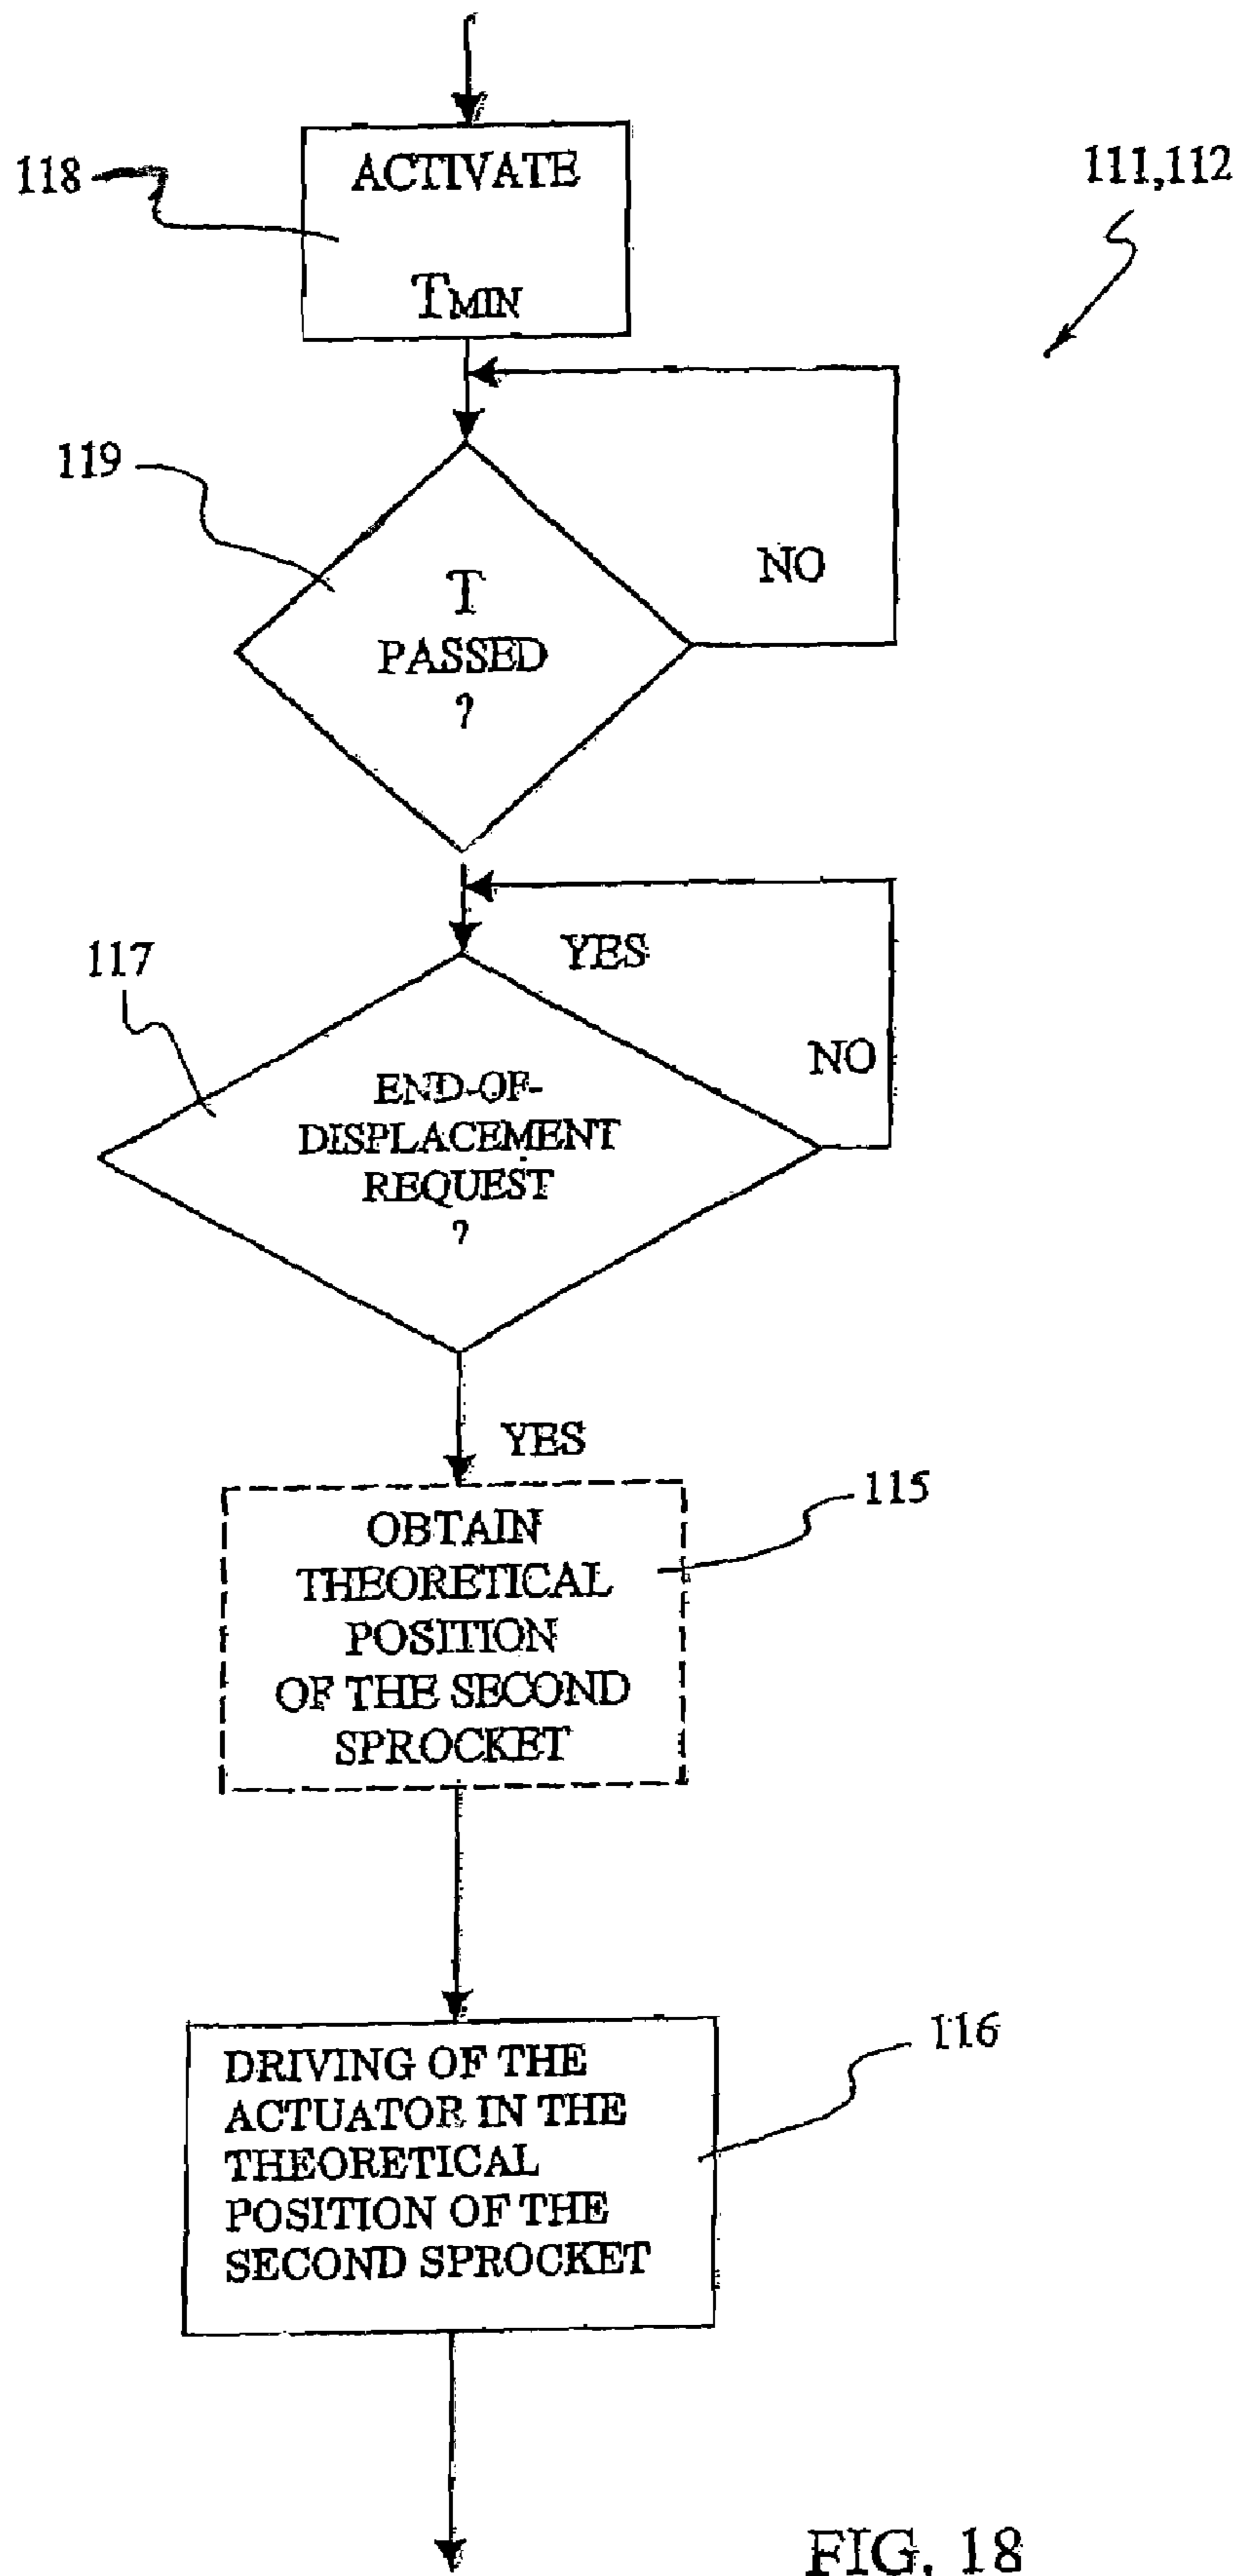 118
ACTIVATE
TMIN
111,112
119
T
PASSED
?
NO
117
YES
END-OF-
DISPLACEMENT
REQUEST
?
NO
YES
115
OBTAIN
THEORETICAL
POSITION
OF THE SECOND
SPROCKET
116
DRIVING OF THE
ACTUATOR IN THE
THEORETICAL
POSITION OF THE
SECOND SPROCKET
FIG. 18